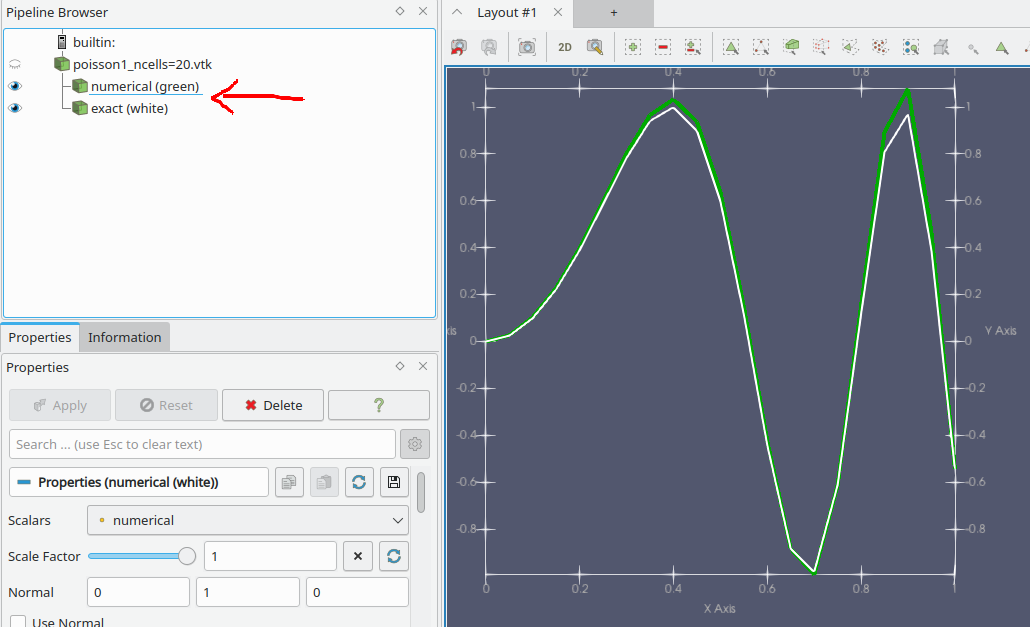 Pipeline Browser
builtin:
poisson1_ncells=20.vtk
numerical (green)
exact (white)
Properties
Information
Properties
Apply
Reset
Delete
?
Search ... (use Esc to clear text)
Properties (numerical (white))
Scalars
numerical
Scale Factor
1
Normal
0
1
0
Use Normal
Layout #1
+
2D
0 0.2 0.4 0.6 0.8 1
1
0.8
0.6
0.4
0.2
0
-0.2
-0.4
-0.6
-0.8
1
0.8
0.6
0.4
0.2
0
-0.2
-0.4
-0.6
-0.8
Y Axis
0 0.2 0.4 0.6 0.8 1
X Axis